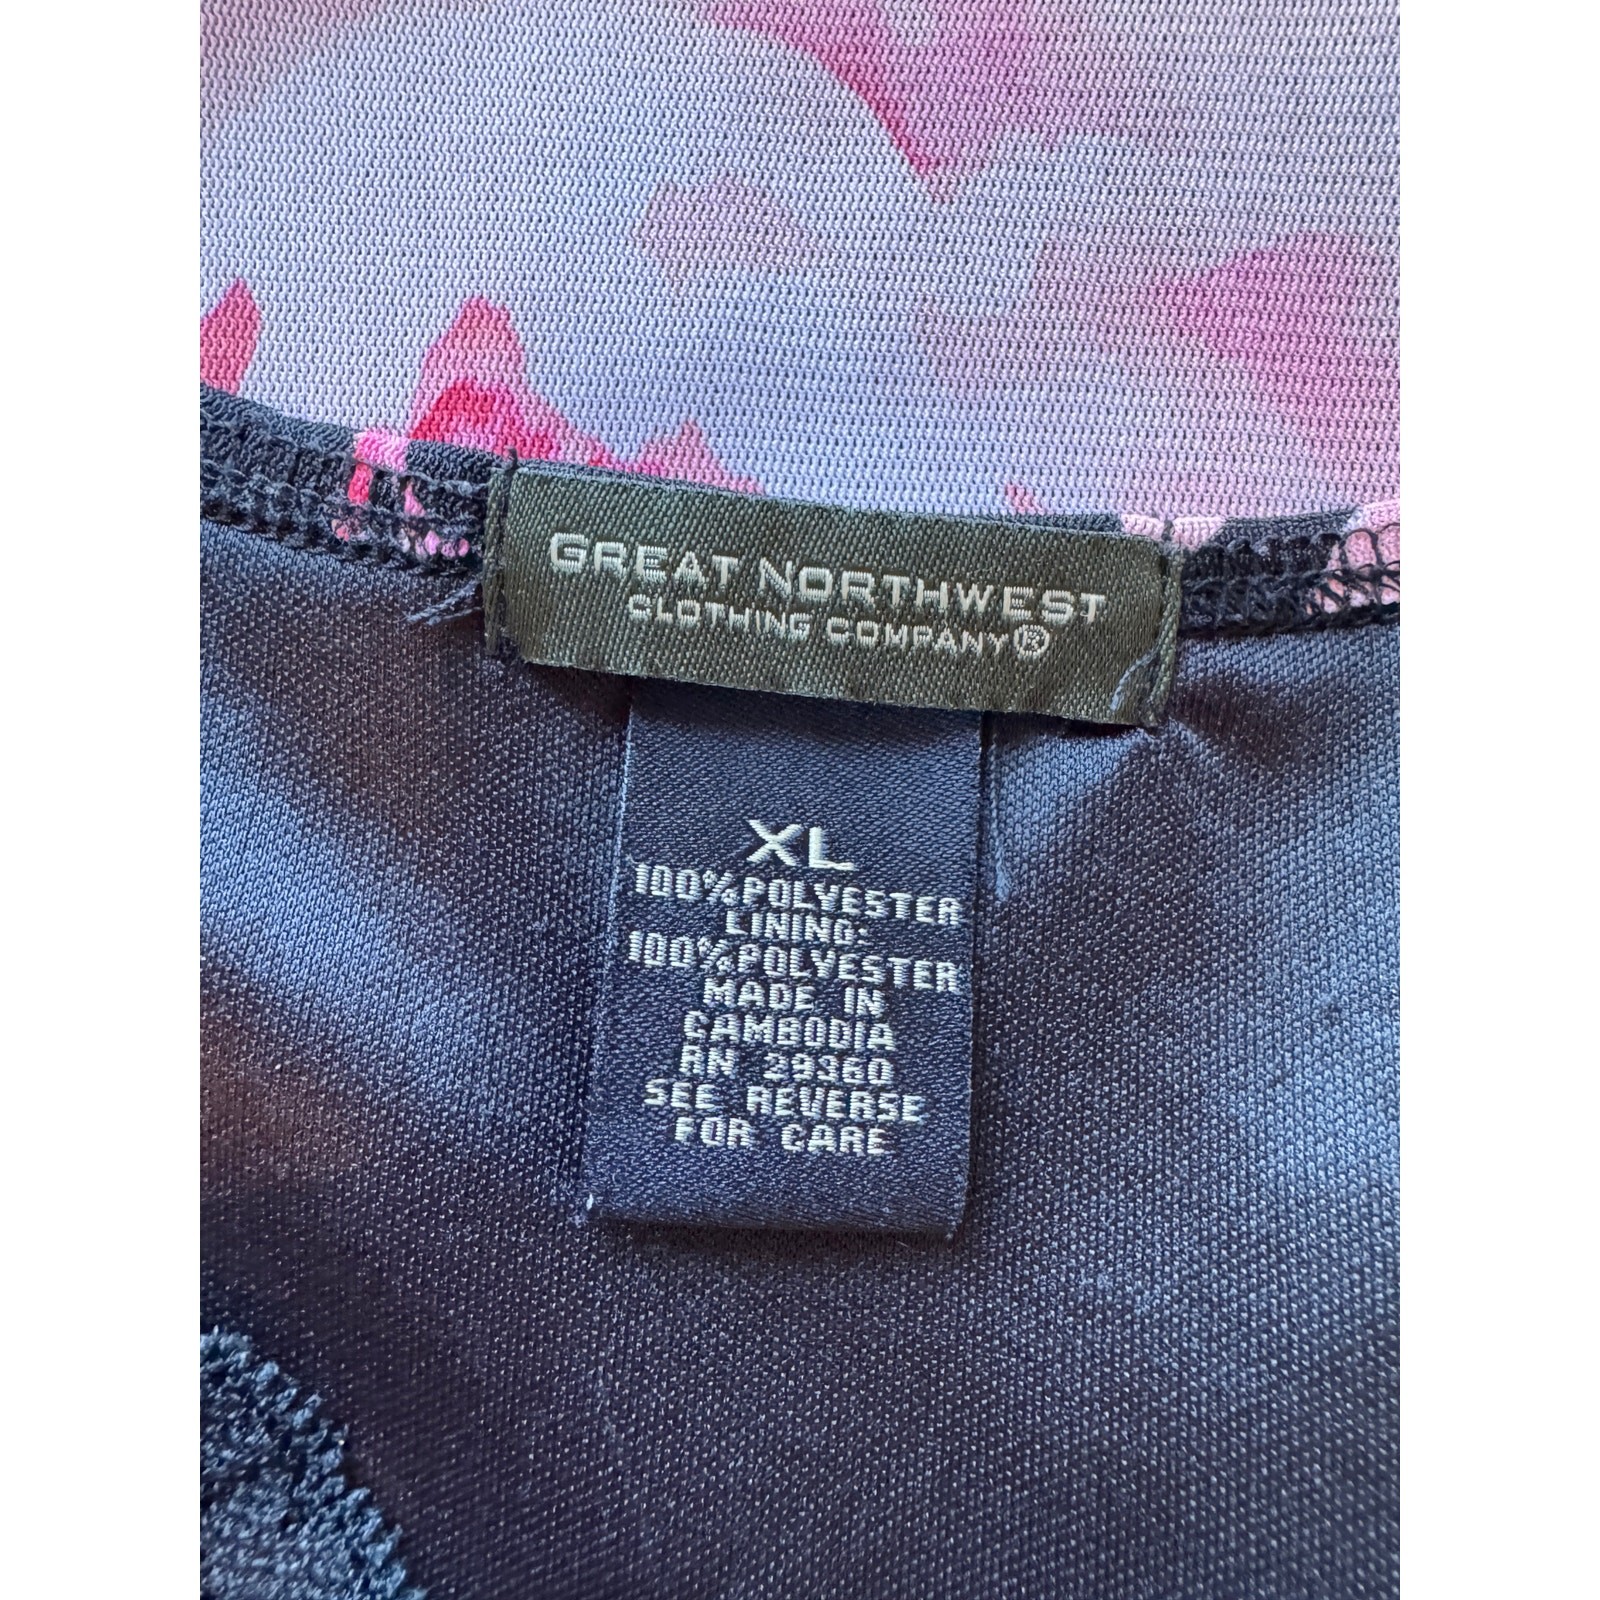 GREAT NORTHWEST
CLOTHING COMPANY®
XL
100%POLYESTER
LINING:
100%POLYESTER
MADE IN
CAMBODIA
RN 29360
SEE REVERSE
FOR CARE